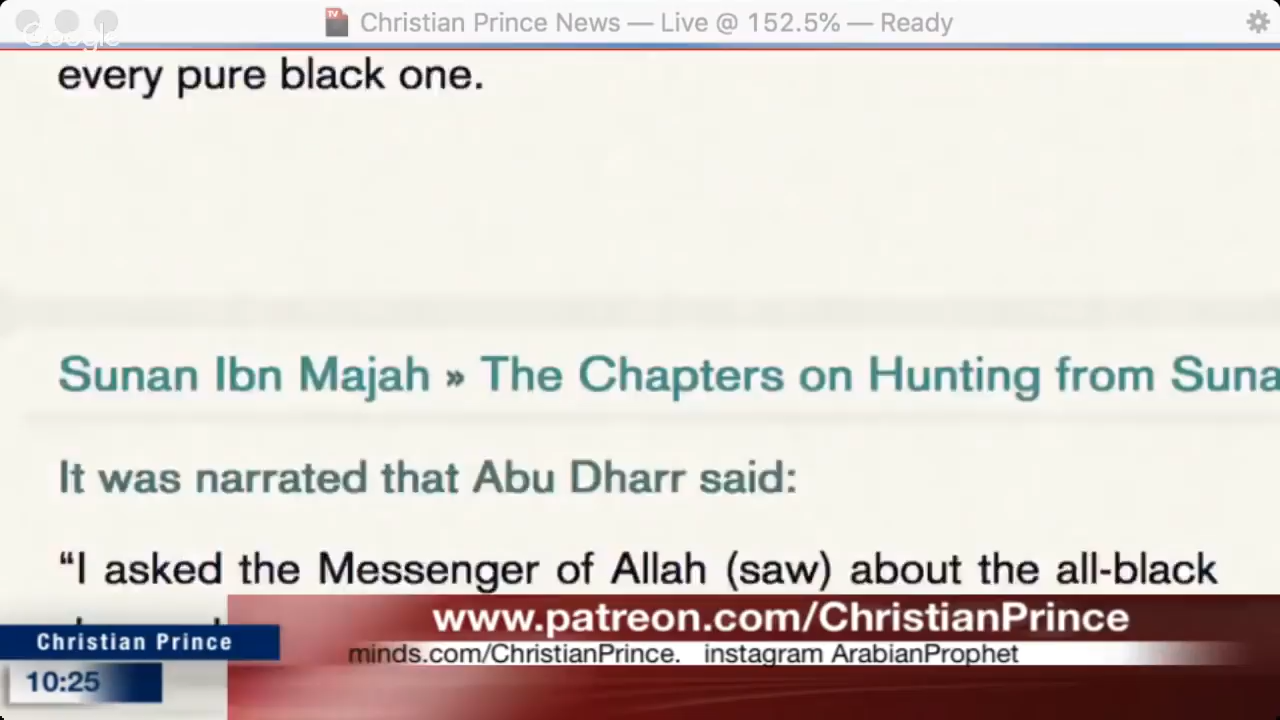 Christian Prince News — Live @ 152.5% — Ready
Google
every pure black one.
Sunan Ibn Majah » The Chapters on Hunting from Suna
It was narrated that Abu Dharr said:
“I asked the Messenger of Allah (saw) about the all-black
www.patreon.com/ChristianPrince
Christian Prince
minds.com/ChristianPrince. instagram ArabianProphet
10:25